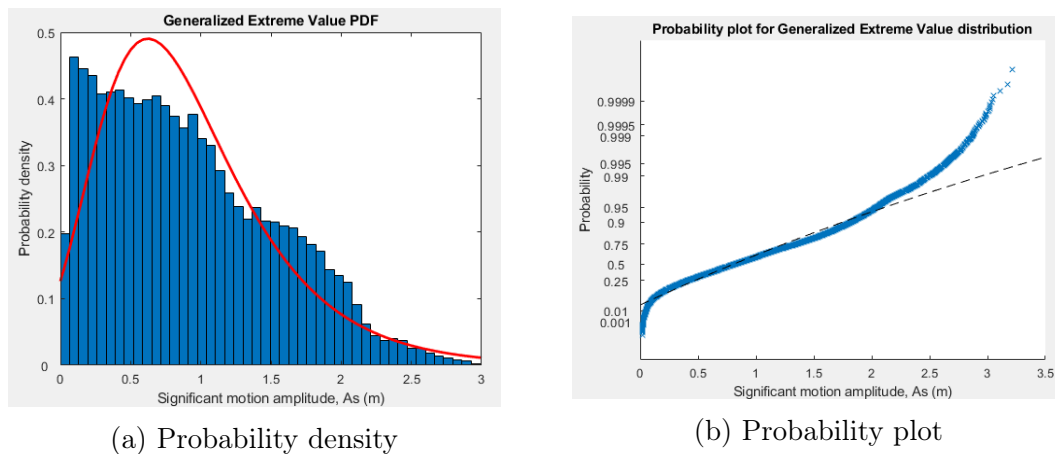 Generalized Extreme Value PDF
0.5
0.4
0.3
0.2
0.1
0
Probability density
0 0.5 1 1.5 2 2.5 3
Significant motion amplitude, As (m)
(a) Probability density
Probability plot for Generalized Extreme Value distribution
0.9999
0.9995
0.999
0.995
0.99
0.95
0.9
0.75
0.5
0.25
0.01
0.001
Probability
0 0.5 1 1.5 2 2.5 3 3.5
Significant motion amplitude, As (m)
(b) Probability plot